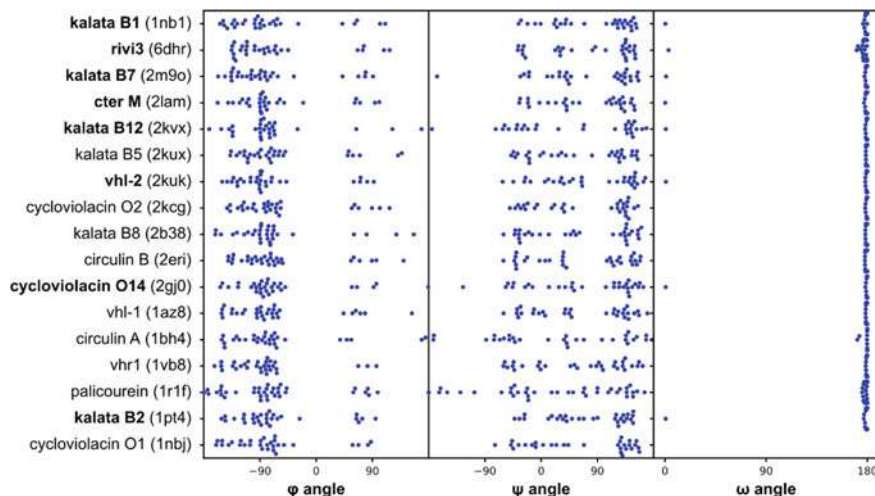 kalata B1 (1nb1)
rivi3 (6dhr)
kalata B7 (2m9o)
cter M (2lam)
kalata B12 (2kvx)
kalata B5 (2kux)
vhl-2 (2kuk)
cycloviolacin O2 (2kcg)
kalata B8 (2b38)
circulin B (2eri)
cycloviolacin O14 (2gj0)
vhl-1 (1az8)
circulin A (1bh4)
vhr1 (1vb8)
palicourein (1r1f)
kalata B2 (1pt4)
cycloviolacin O1 (1nbj)
−90 0 90 −90 0 90 0 90 180
φ angle ψ angle ω angle